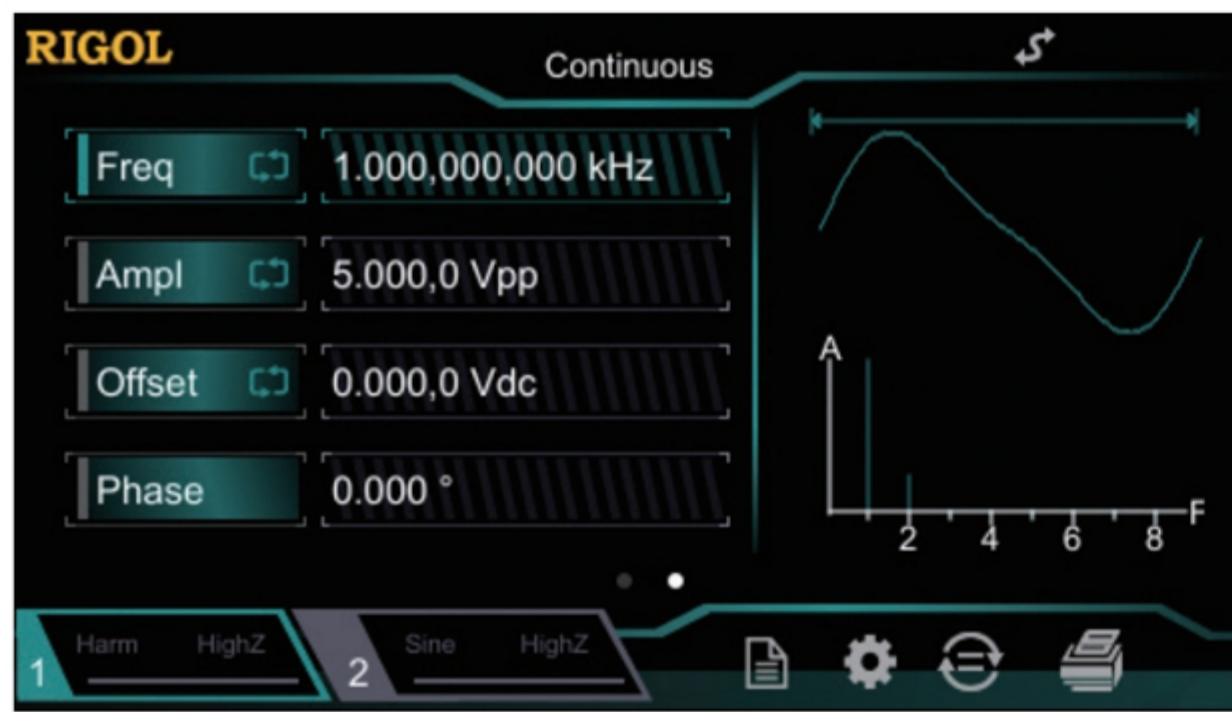 RIGOL
Continuous
Freq 1.000,000,000 kHz
Ampl 5.000,0 Vpp
Offset 0.000,0 Vdc
Phase 0.000 °
A
F
2 4 6 8
1 Harm HighZ
2 Sine HighZ